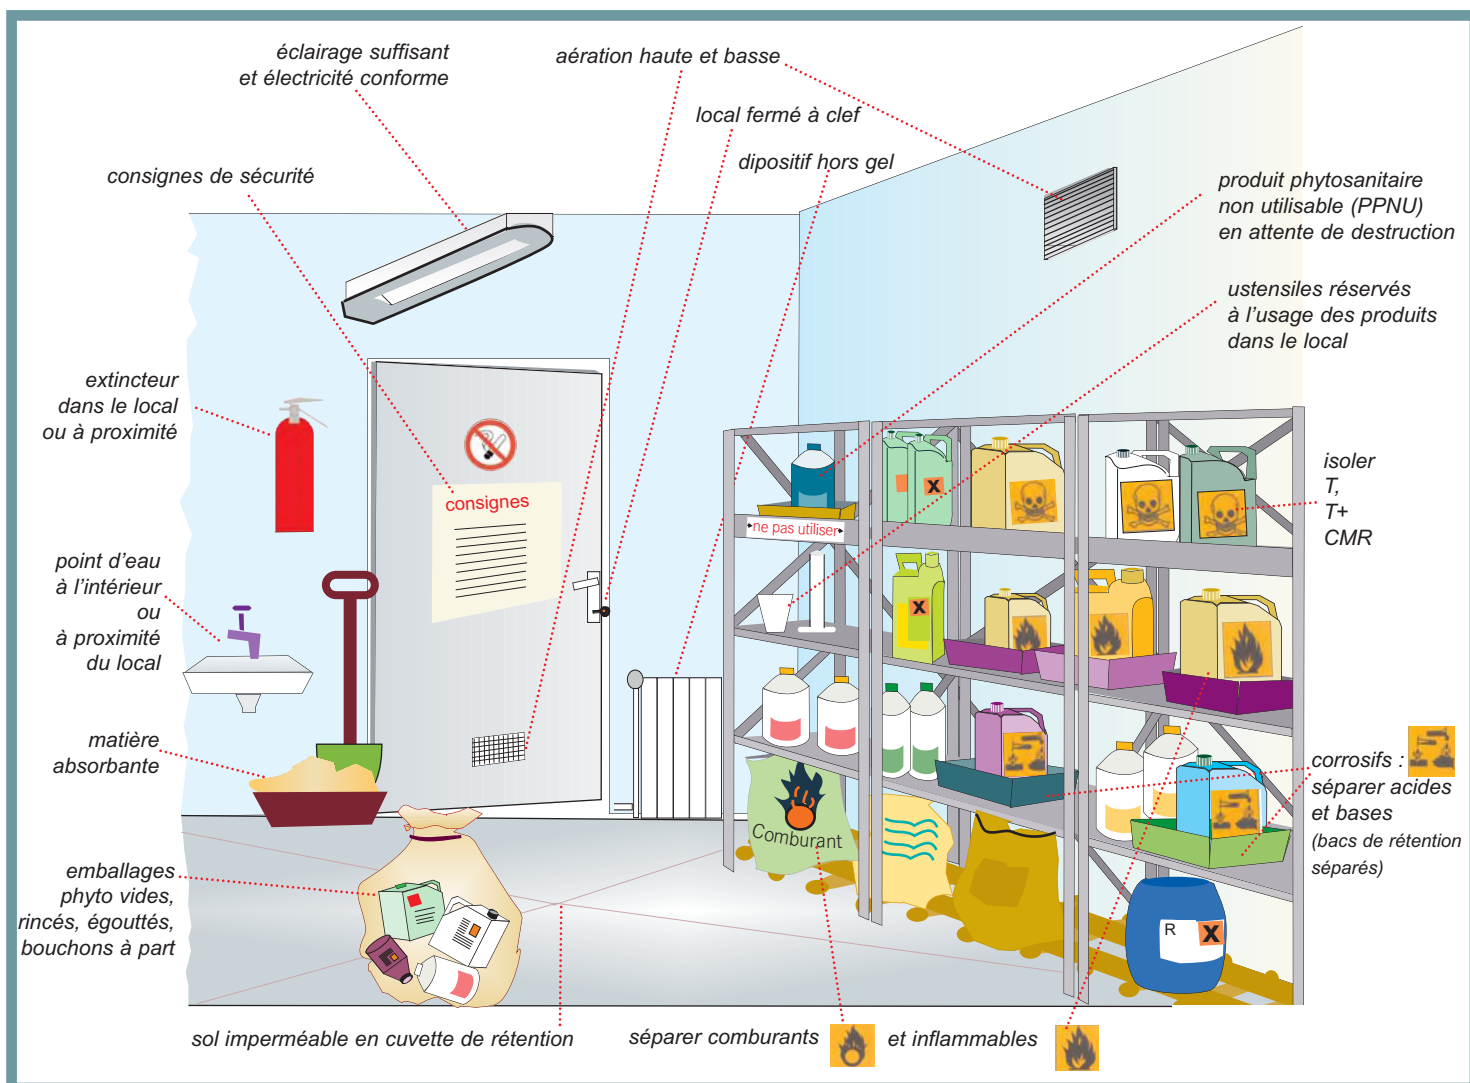 éclairage suffisant
et électricité conforme
aération haute et basse
local fermé à clef
dipositif hors gel
consignes de sécurité
produit phytosanitaire
non utilisable (PPNU)
en attente de destruction
ustensiles réservés
à l'usage des produits
dans le local
extincteur
dans le local
ou à proximité
consignes
ne pas utiliser
X
isoler
T,
T+
CMR
point d'eau
à l'intérieur
ou
à proximité
du local
X
matière
absorbante
corrosifs :
séparer acides
et bases
(bacs de rétention
séparés)
Comburant
emballages
phyto vides,
rincés, égouttés,
bouchons à part
R
X
sol imperméable en cuvette de rétention
séparer comburants
et inflammables